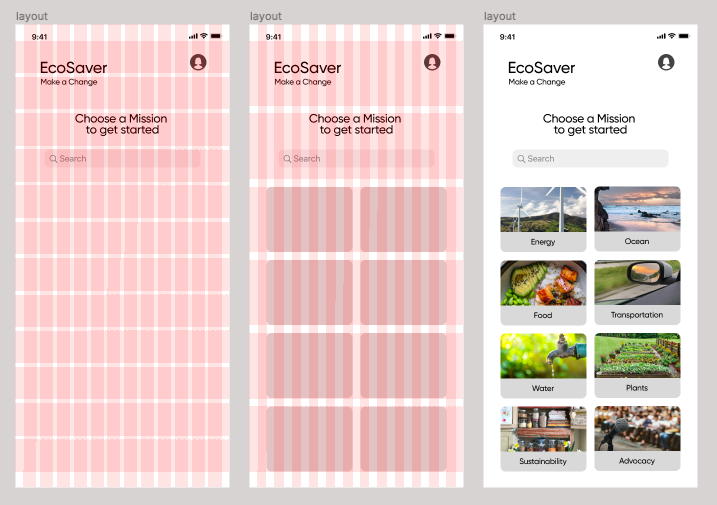 layout
9:41
EcoSaver
Make a Change
Choose a Mission
to get started
Search
layout
9:41
EcoSaver
Make a Change
Choose a Mission
to get started
Search
layout
9:41
EcoSaver
Make a Change
Choose a Mission
to get started
Search
Energy
Ocean
Food
Transportation
Water
Plants
Sustainability
Advocacy